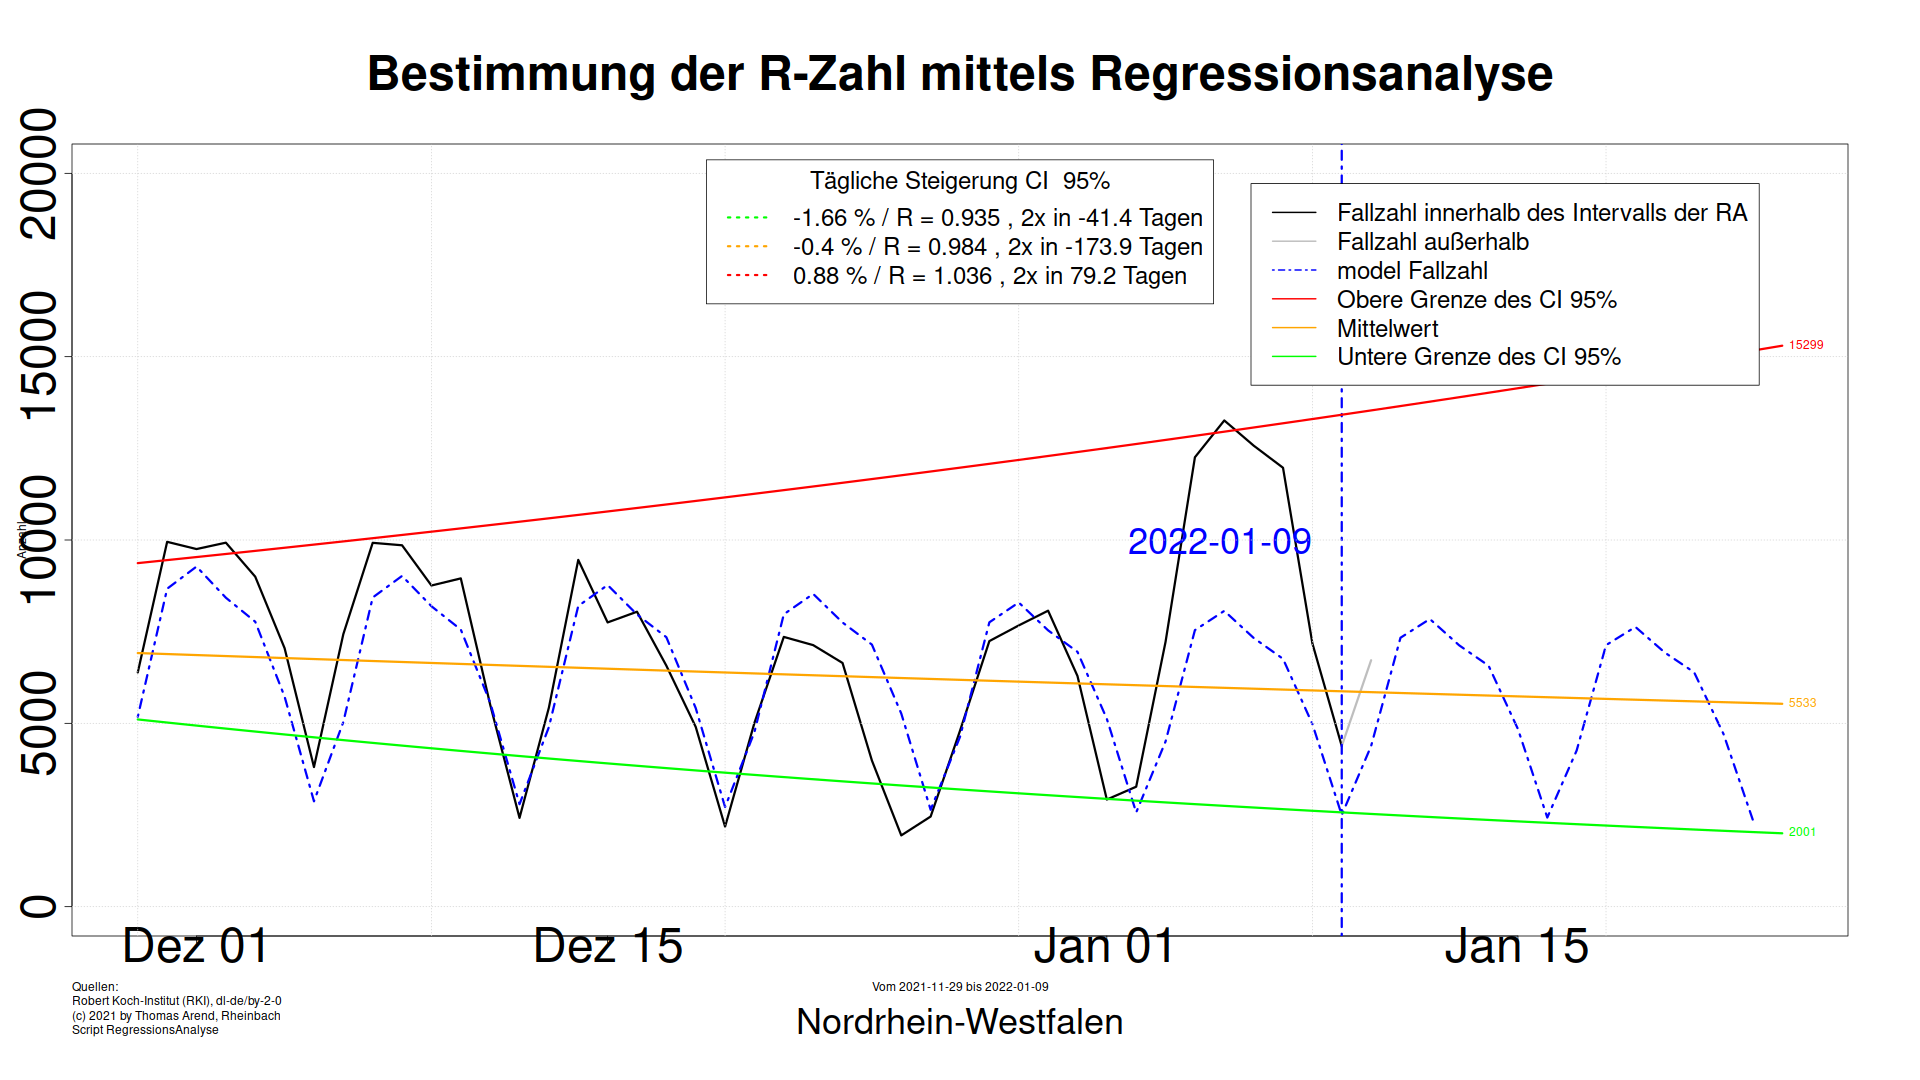 Bestimmung der R-Zahl mittels Regressionsanalyse
20000
15000
10000
5000
0
Anzahl
Tägliche Steigerung CI  95%
-1.66 % / R = 0.935 , 2x in -41.4 Tagen
-0.4 % / R = 0.984 , 2x in -173.9 Tagen
0.88 % / R = 1.036 , 2x in 79.2 Tagen
Fallzahl innerhalb des Intervalls der RA
Fallzahl außerhalb
model Fallzahl
Obere Grenze des CI 95%
Mittelwert
Untere Grenze des CI 95%
15299
2022-01-09
5533
2001
Dez 01
Dez 15
Jan 01
Jan 15
Quellen:
Robert Koch-Institut (RKI), dl-de/by-2-0
(c) 2021 by Thomas Arend, Rheinbach
Script RegressionsAnalyse
Vom 2021-11-29 bis 2022-01-09
Nordrhein-Westfalen